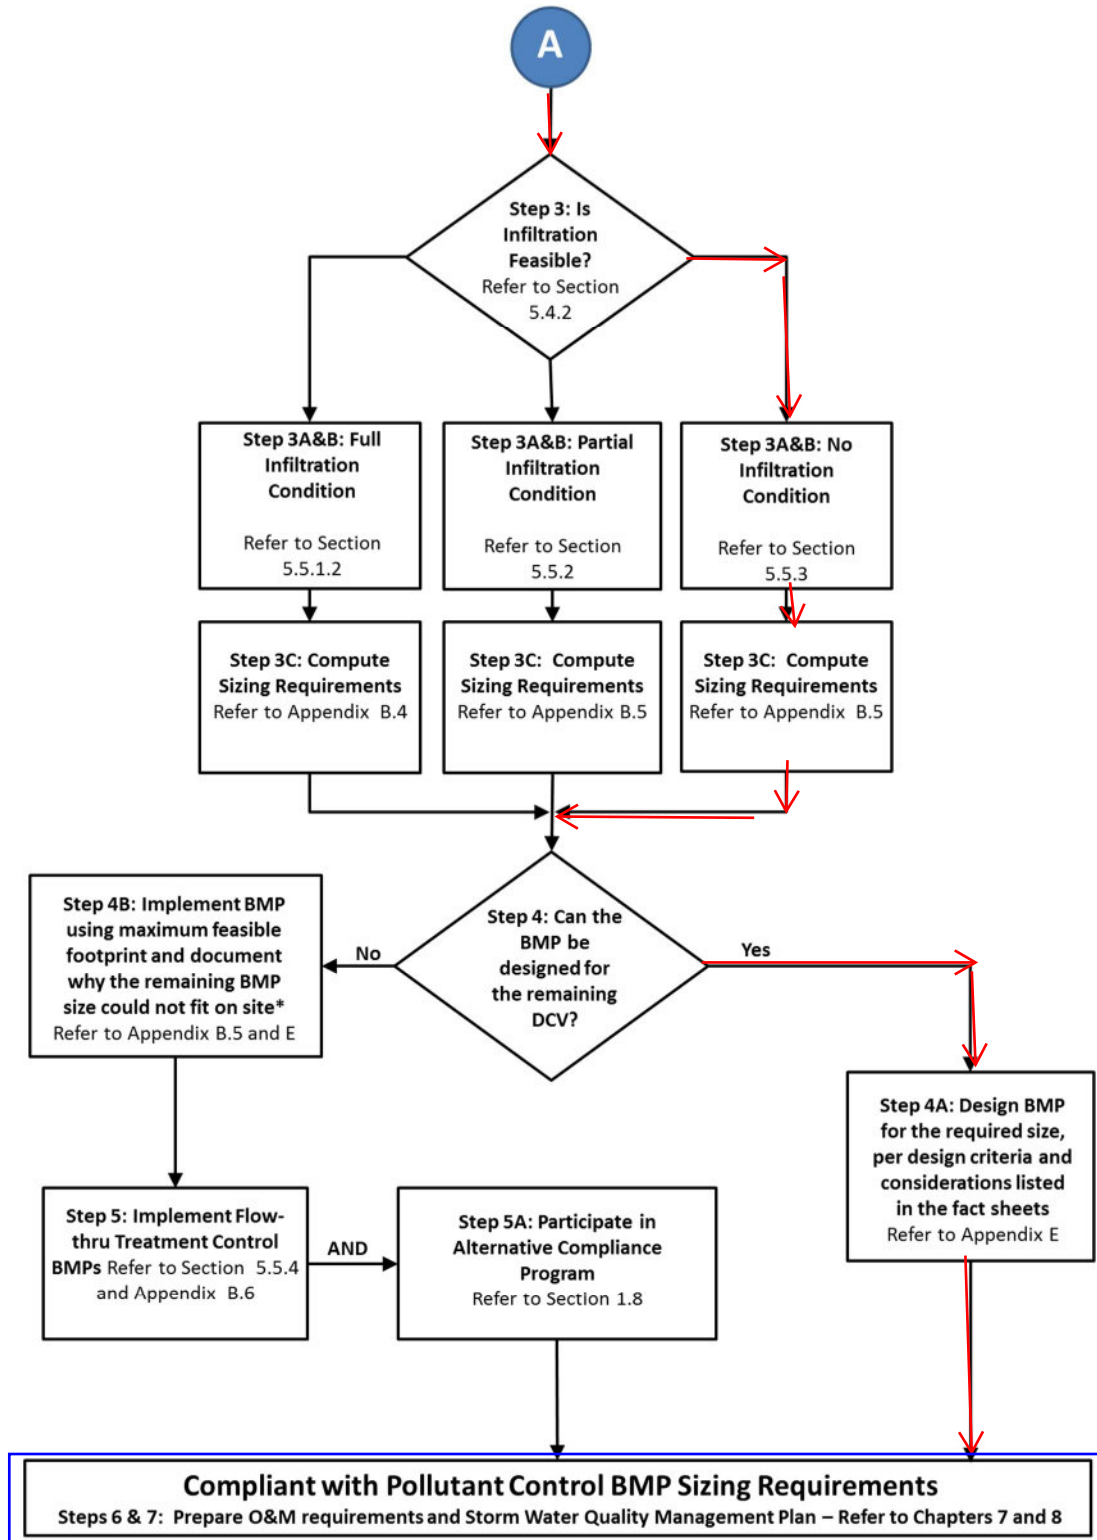 A
Step 3: Is
Infiltration
Feasible?
Refer to Section
5.4.2
Step 3A&B: Full
Infiltration
Condition
Refer to Section
5.5.1.2
Step 3A&B: Partial
Infiltration
Condition
Refer to Section
5.5.2
Step 3A&B: No
Infiltration
Condition
Refer to Section
5.5.3
Step 3C: Compute
Sizing Requirements
Refer to Appendix B.4
Step 3C: Compute
Sizing Requirements
Refer to Appendix B.5
Step 3C: Compute
Sizing Requirements
Refer to Appendix B.5
Step 4: Can the
BMP be
designed for
the remaining
DCV?
No
Yes
Step 4B: Implement BMP
using maximum feasible
footprint and document
why the remaining BMP
size could not fit on site*
Refer to Appendix B.5 and E
Step 4A: Design BMP
for the required size,
per design criteria and
considerations listed
in the fact sheets
Refer to Appendix E
Step 5: Implement Flow-
thru Treatment Control
BMPs Refer to Section 5.5.4
and Appendix B.6
AND
Step 5A: Participate in
Alternative Compliance
Program
Refer to Section 1.8
Compliant with Pollutant Control BMP Sizing Requirements
Steps 6 & 7: Prepare O&M requirements and Storm Water Quality Management Plan – Refer to Chapters 7 and 8